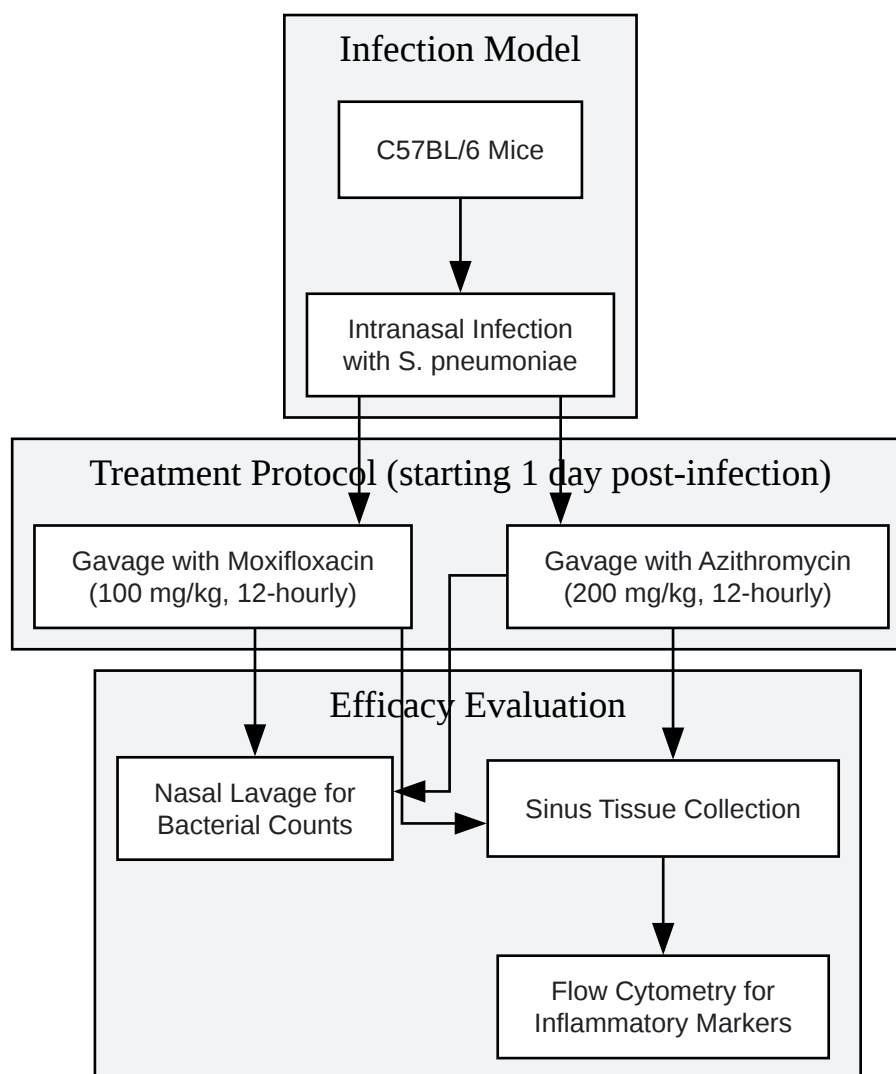 Infection Model
C57BL/6 Mice
Intranasal Infection
with S. pneumoniae
Treatment Protocol (starting 1 day post-infection)
Gavage with Moxifloxacin
(100 mg/kg, 12-hourly)
Gavage with Azithromycin
(200 mg/kg, 12-hourly)
Efficacy Evaluation
Nasal Lavage for
Bacterial Counts
Sinus Tissue Collection
Flow Cytometry for
Inflammatory Markers